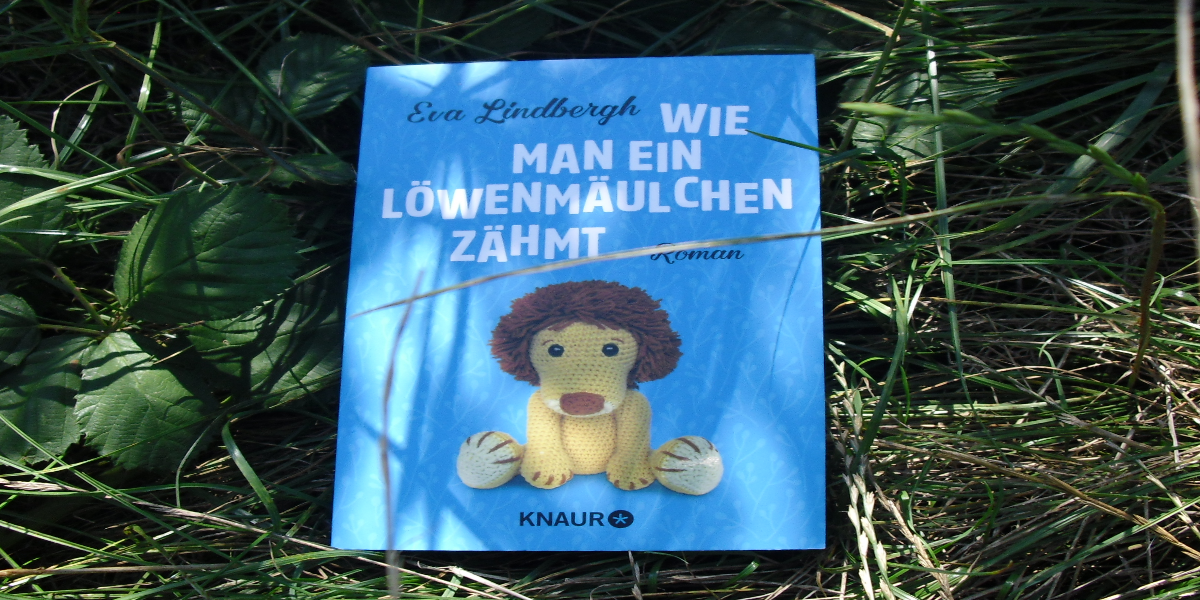 Eva Lindbergh WIE
MAN EIN
LÖWENMÄULCHEN
ZÄHMT Roman
KNAUR